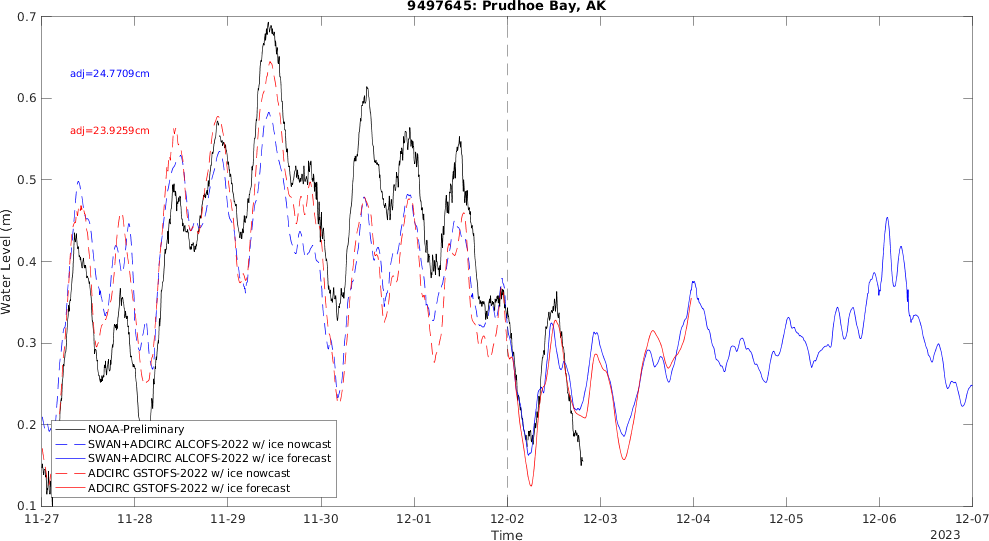 9497645: Prudhoe Bay, AK
0.7
0.6
0.5
0.4
0.3
0.2
0.1
Water Level (m)
adj=24.7709cm
adj=23.9259cm
NOAA-Preliminary
SWAN+ADCIRC ALCOFS-2022 w/ ice nowcast
SWAN+ADCIRC ALCOFS-2022 w/ ice forecast
ADCIRC GSTOFS-2022 w/ ice nowcast
ADCIRC GSTOFS-2022 w/ ice forecast
11-27 11-28 11-29 11-30 12-01 12-02 12-03 12-04 12-05 12-06 12-07
Time
2023